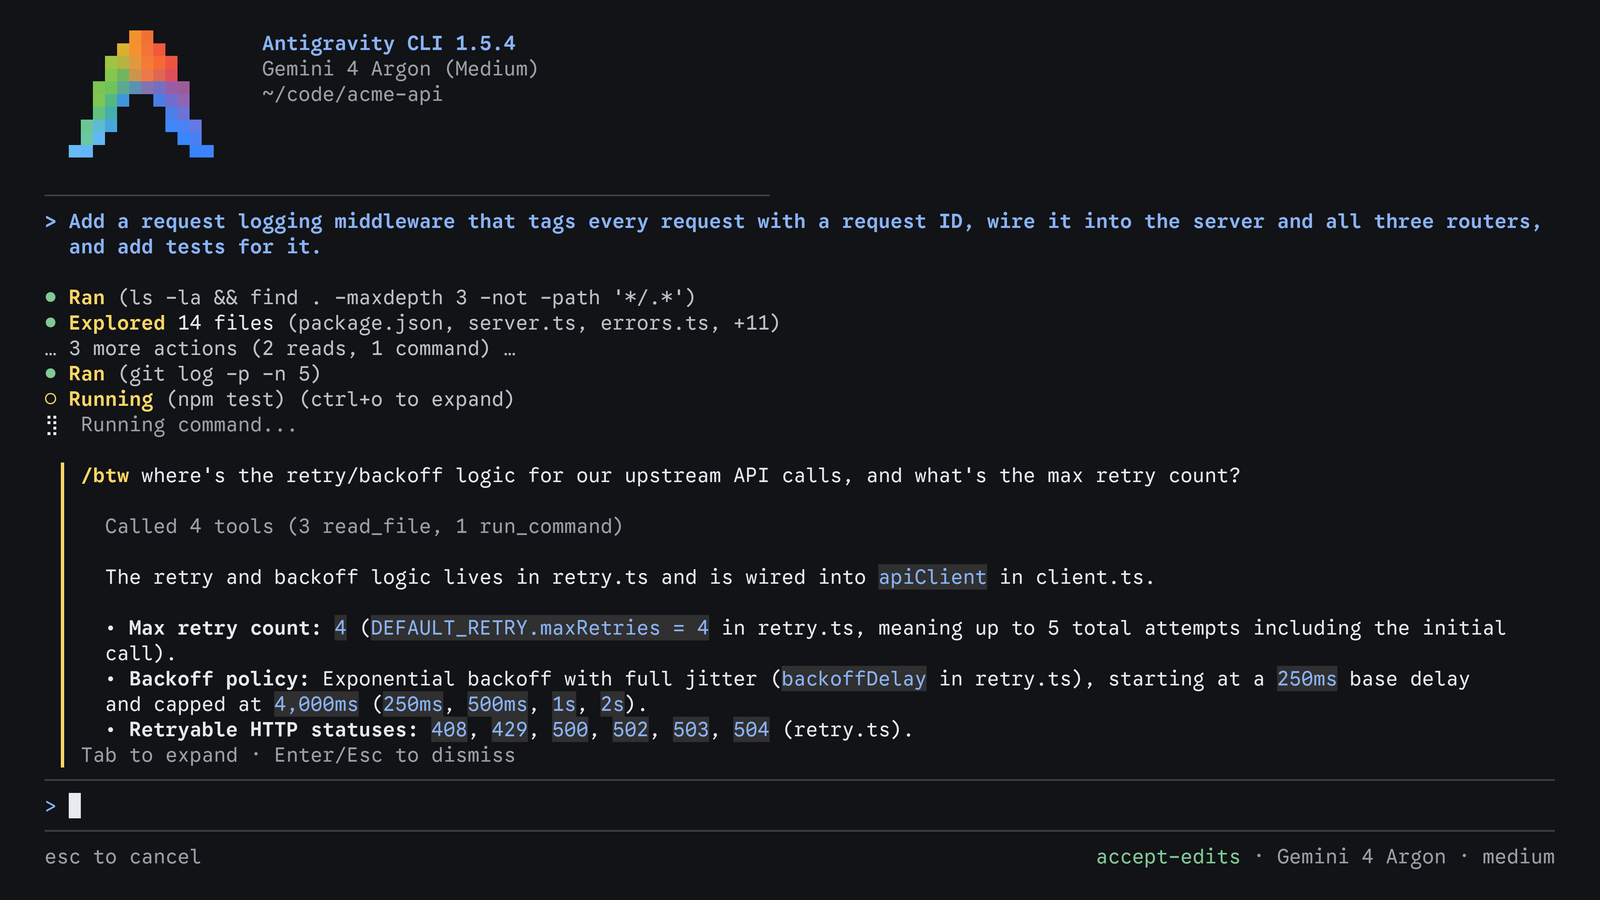 Antigravity CLI 1.5.4
Gemini 4 Argon (Medium)
~/code/acme-api
> Add a request logging middleware that tags every request with a request ID, wire it into the server and all three routers,
and add tests for it.
● Ran (ls -la && find . -maxdepth 3 -not -path '*/.*')
● Explored 14 files (package.json, server.ts, errors.ts, +11)
… 3 more actions (2 reads, 1 command) …
● Ran (git log -p -n 5)
○ Running (npm test) (ctrl+o to expand)
⣻ Running command...
/btw where's the retry/backoff logic for our upstream API calls, and what's the max retry count?
Called 4 tools (3 read_file, 1 run_command)
The retry and backoff logic lives in retry.ts and is wired into apiClient in client.ts.
• Max retry count: 4 (DEFAULT_RETRY.maxRetries = 4 in retry.ts, meaning up to 5 total attempts including the initial
call).
• Backoff policy: Exponential backoff with full jitter (backoffDelay in retry.ts), starting at a 250ms base delay
and capped at 4,000ms (250ms, 500ms, 1s, 2s).
• Retryable HTTP statuses: 408, 429, 500, 502, 503, 504 (retry.ts).
Tab to expand · Enter/Esc to dismiss
>
esc to cancel
accept-edits · Gemini 4 Argon · medium